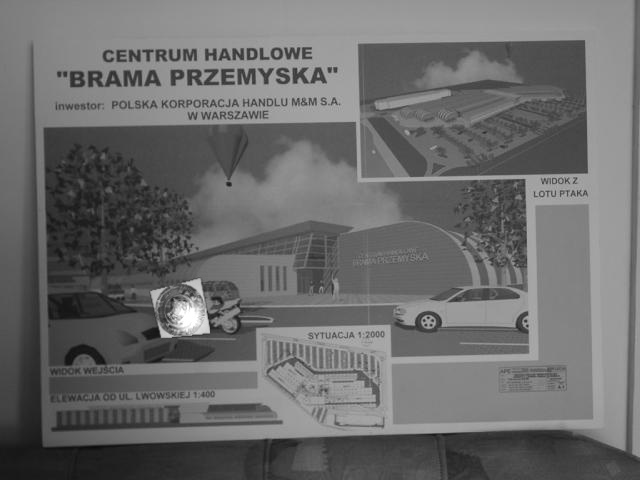 CENTRUM HANDLOWE
"BRAMA PRZEMYSKA"
inwestor: POLSKA KORPORACJA HANDLU M&M S.A.
W WARSZAWIE
WIDOK Z
LOTU PTAKA
CENTRUM HANDLOWE
BRAMA PRZEMYSKA
SYTUACJA 1:2000
WIDOK WEJŚCIA
ELEWACJA OD UL. LWOWSKIEJ 1:400